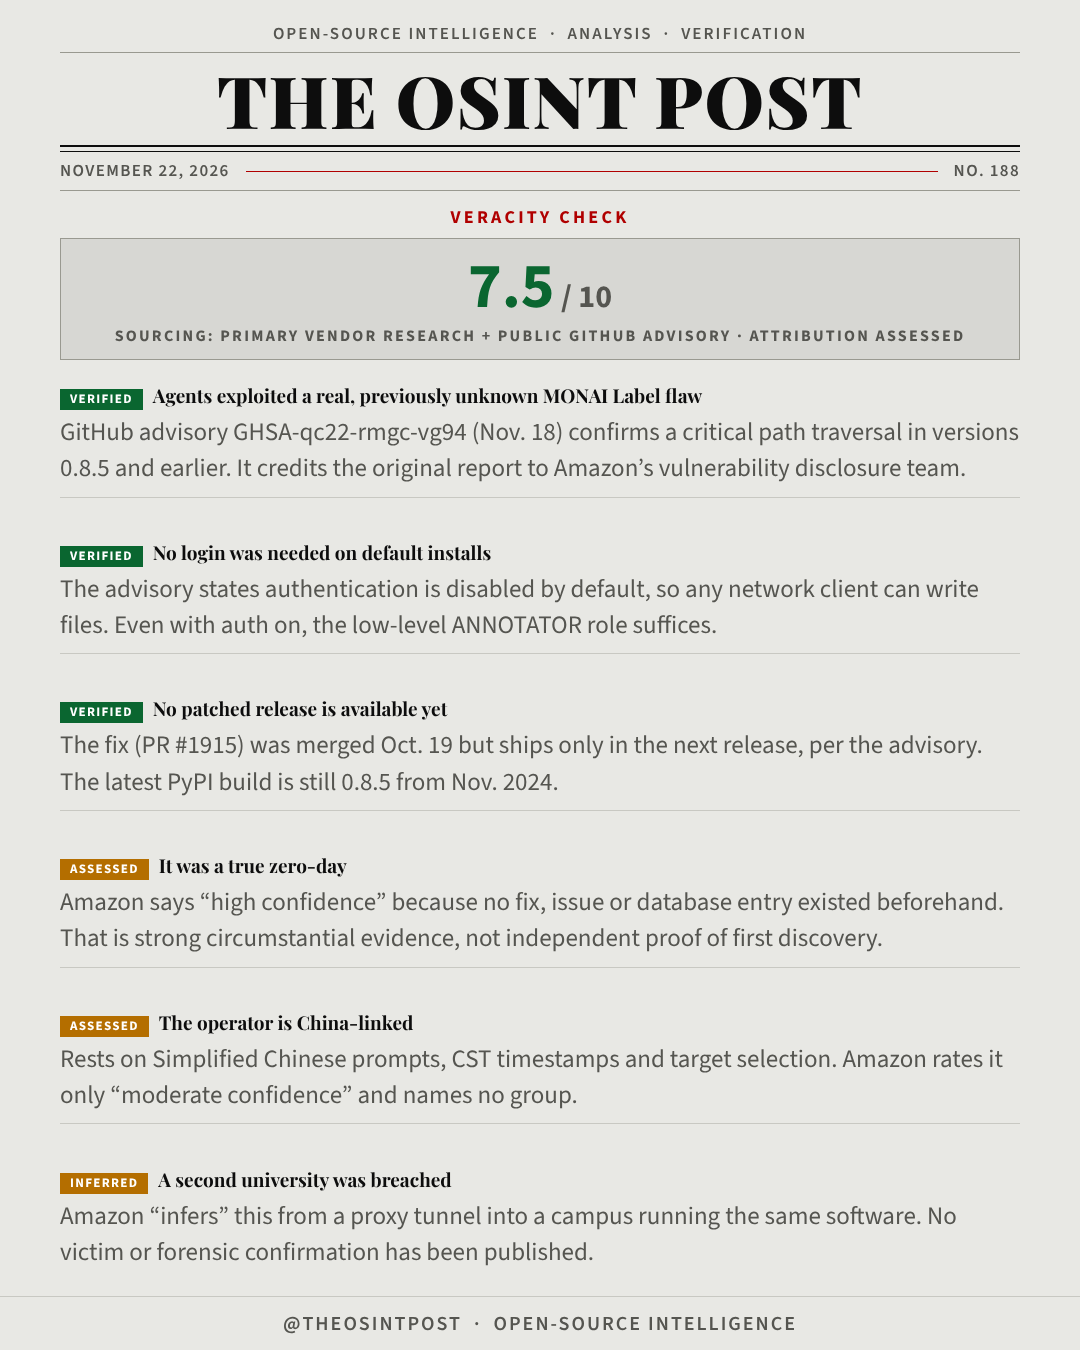 OPEN-SOURCE INTELLIGENCE · ANALYSIS · VERIFICATION
THE OSINT POST
NOVEMBER 22, 2026
NO. 188
VERACITY CHECK
7.5 / 10
SOURCING: PRIMARY VENDOR RESEARCH + PUBLIC GITHUB ADVISORY · ATTRIBUTION ASSESSED
VERIFIED Agents exploited a real, previously unknown MONAI Label flaw
GitHub advisory GHSA-qc22-rmgc-vg94 (Nov. 18) confirms a critical path traversal in versions
0.8.5 and earlier. It credits the original report to Amazon’s vulnerability disclosure team.
VERIFIED No login was needed on default installs
The advisory states authentication is disabled by default, so any network client can write
files. Even with auth on, the low-level ANNOTATOR role suffices.
VERIFIED No patched release is available yet
The fix (PR #1915) was merged Oct. 19 but ships only in the next release, per the advisory.
The latest PyPI build is still 0.8.5 from Nov. 2024.
ASSESSED It was a true zero-day
Amazon says “high confidence” because no fix, issue or database entry existed beforehand.
That is strong circumstantial evidence, not independent proof of first discovery.
ASSESSED The operator is China-linked
Rests on Simplified Chinese prompts, CST timestamps and target selection. Amazon rates it
only “moderate confidence” and names no group.
INFERRED A second university was breached
Amazon “infers” this from a proxy tunnel into a campus running the same software. No
victim or forensic confirmation has been published.
@THEOSINTPOST · OPEN-SOURCE INTELLIGENCE